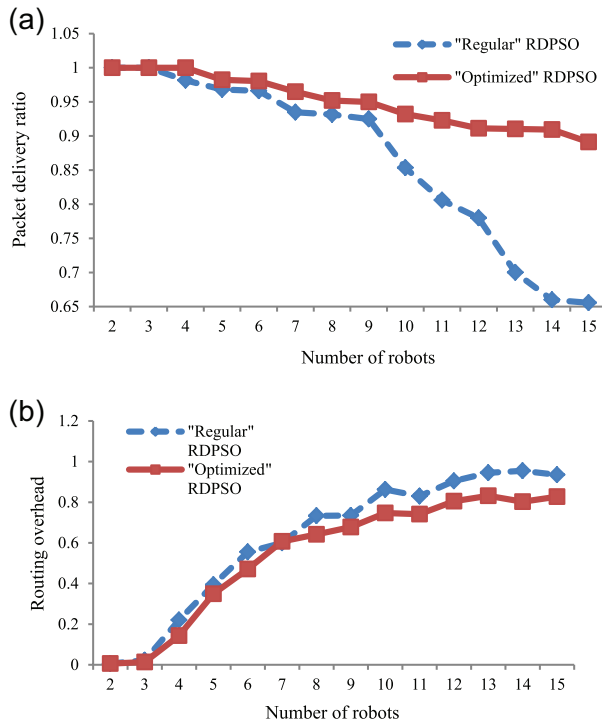 (a)
1.05
1
0.95
0.9
0.85
0.8
0.75
0.7
0.65
Packet delivery ratio
"Regular" RDPSO
"Optimized" RDPSO
2 3 4 5 6 7 8 9 10 11 12 13 14 15
Number of robots
(b)
1.2
1
0.8
0.6
0.4
0.2
0
Routing overhead
"Regular"
RDPSO
"Optimized"
RDPSO
2 3 4 5 6 7 8 9 10 11 12 13 14 15
Number of robots